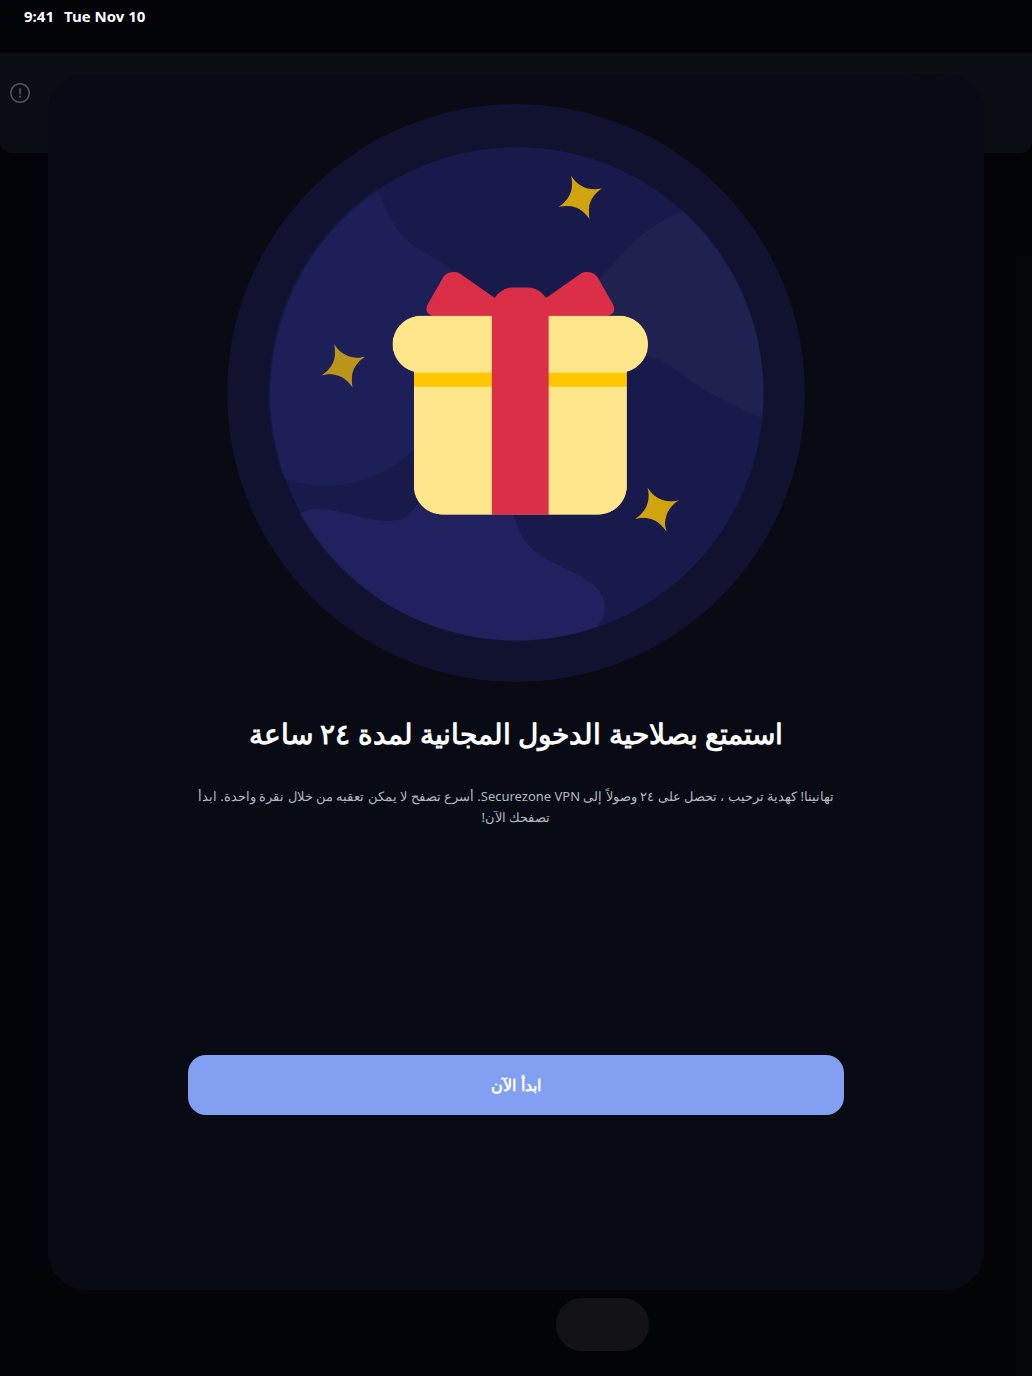 9:41 Tue Nov 10
استمتع بصلاحية الدخول المجانية لمدة ٢٤ ساعة
تهانينا! كهدية ترحيب ، تحصل على ٢٤ وصولاً إلى Securezone VPN. أسرع تصفح لا يمكن تعقبه من خلال نقرة واحدة. ابدأ
تصفحك الآن!
ابدأ الآن